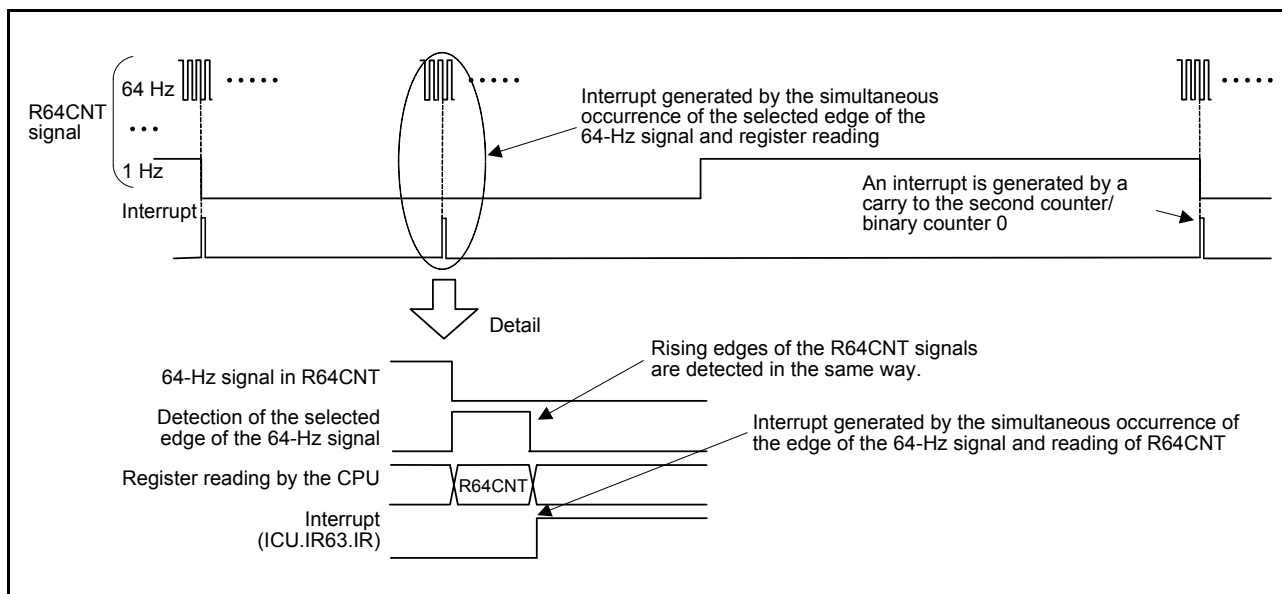 R64CNT
signal
64 Hz
1 Hz
Interrupt
Interrupt generated by the simultaneous
occurrence of the selected edge of the
64-Hz signal and register reading
An interrupt is generated by a
carry to the second counter/
binary counter 0
Detail
Rising edges of the R64CNT signals
are detected in the same way.
64-Hz signal in R64CNT
Detection of the selected
edge of the 64-Hz signal
Interrupt generated by the simultaneous occurrence of
the edge of the 64-Hz signal and reading of R64CNT
Register reading by the CPU
R64CNT
Interrupt
(ICU.IR63.IR)